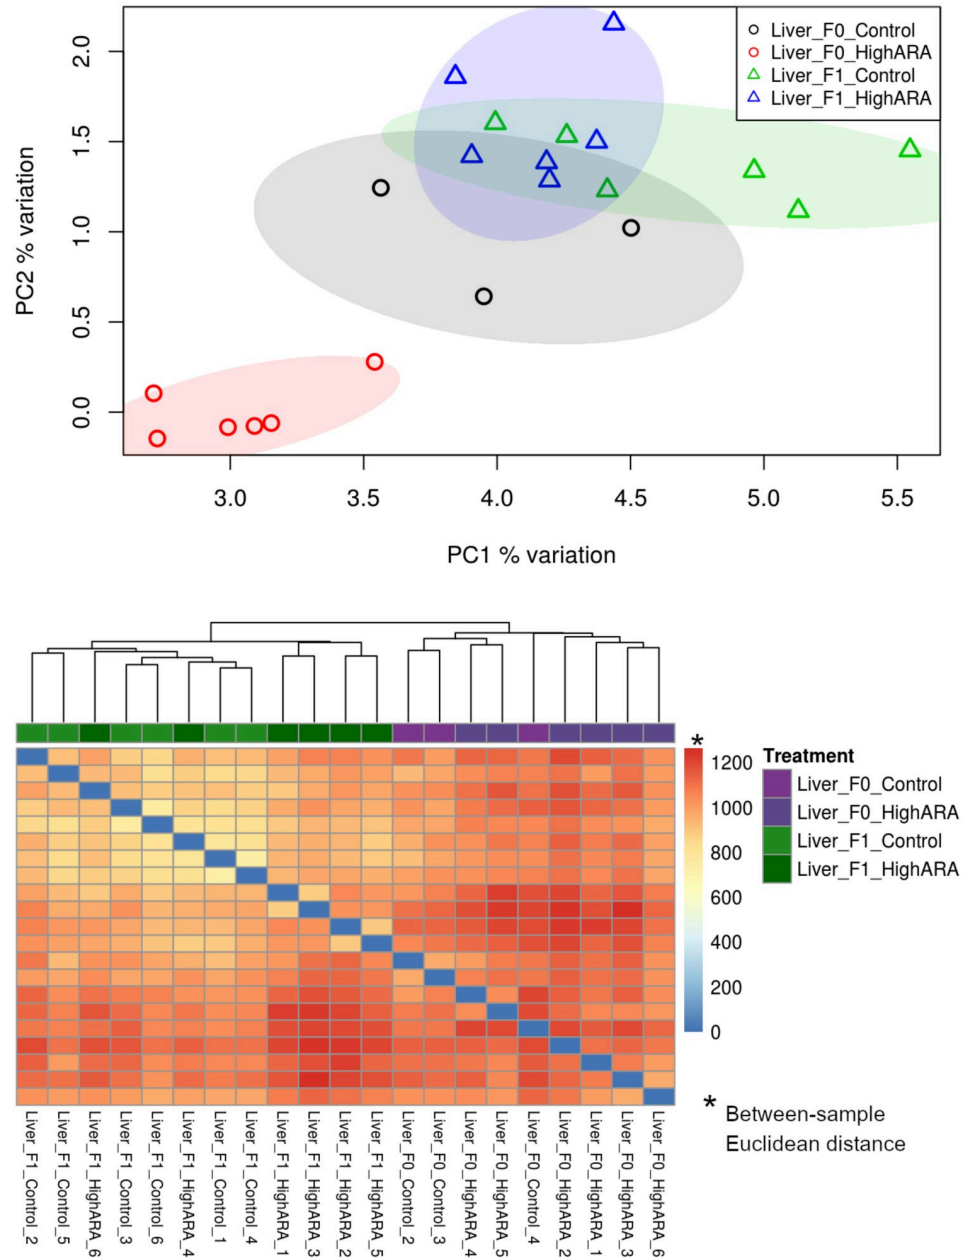 Liver_F0_Control
Liver_F0_HighARA
Liver_F1_Control
Liver_F1_HighARA
2.0
1.5
1.0
0.5
0.0
PC2 % variation
3.0 3.5 4.0 4.5 5.0 5.5
PC1 % variation
*
Treatment
Liver_F0_Control
Liver_F0_HighARA
Liver_F1_Control
Liver_F1_HighARA
1200
1000
800
600
400
200
0
* Between-sample
Euclidean distance
Liver_F1_Control_2
Liver_F1_Control_5
Liver_F1_HighARA_6
Liver_F1_Control_3
Liver_F1_Control_6
Liver_F1_HighARA_4
Liver_F1_Control_1
Liver_F1_Control_4
Liver_F1_HighARA_1
Liver_F1_HighARA_3
Liver_F1_HighARA_2
Liver_F1_HighARA_5
Liver_F0_Control_2
Liver_F0_Control_3
Liver_F0_HighARA_4
Liver_F0_HighARA_5
Liver_F0_Control_4
Liver_F0_HighARA_2
Liver_F0_HighARA_1
Liver_F0_HighARA_3
Liver_F0_HighARA_6